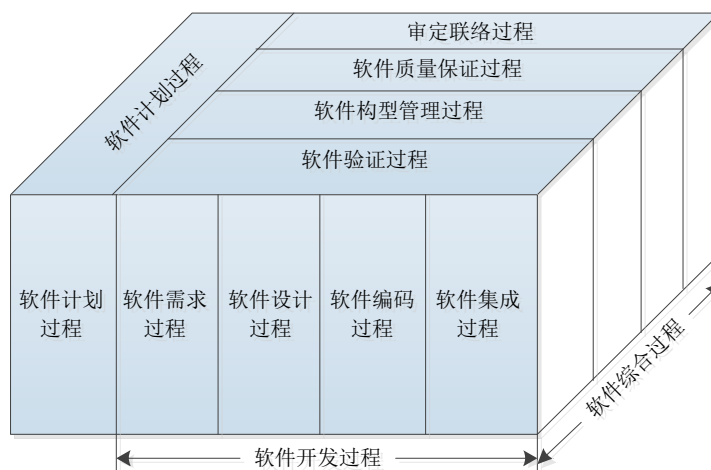 审定联络过程
软件质量保证过程
软件构型管理过程
软件验证过程
软件计划过程
软件计划
过程
软件需求
过程
软件设计
过程
软件编码
过程
软件集成
过程
软件综合过程
软件开发过程